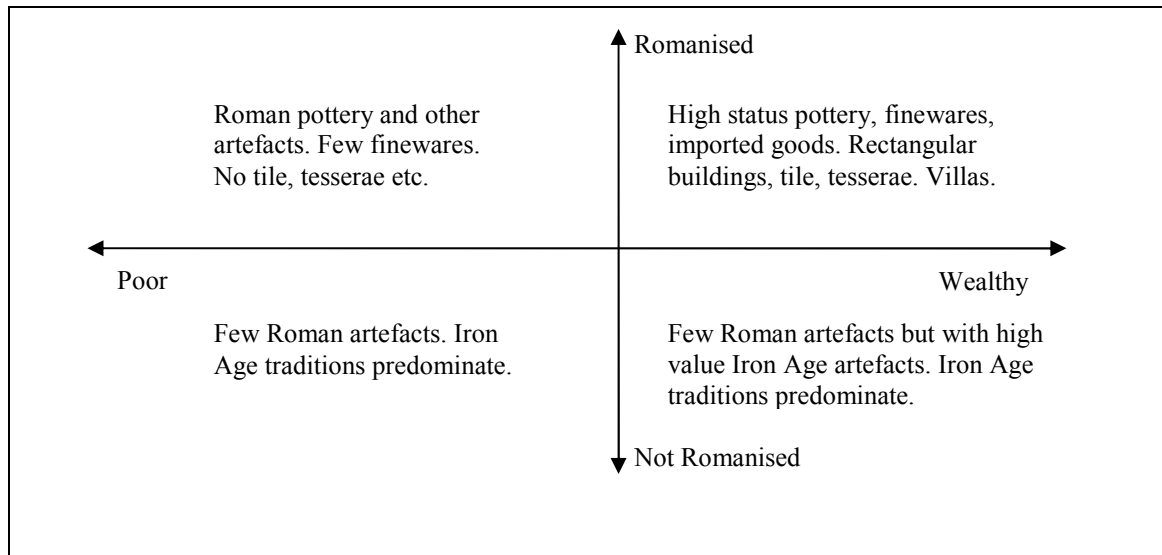 Romanised
Roman pottery and other
artefacts. Few finewares.
No tile, tesserae etc.
High status pottery, finewares,
imported goods. Rectangular
buildings, tile, tesserae. Villas.
Poor
Wealthy
Few Roman artefacts. Iron
Age traditions predominate.
Few Roman artefacts but with high
value Iron Age artefacts. Iron Age
traditions predominate.
Not Romanised